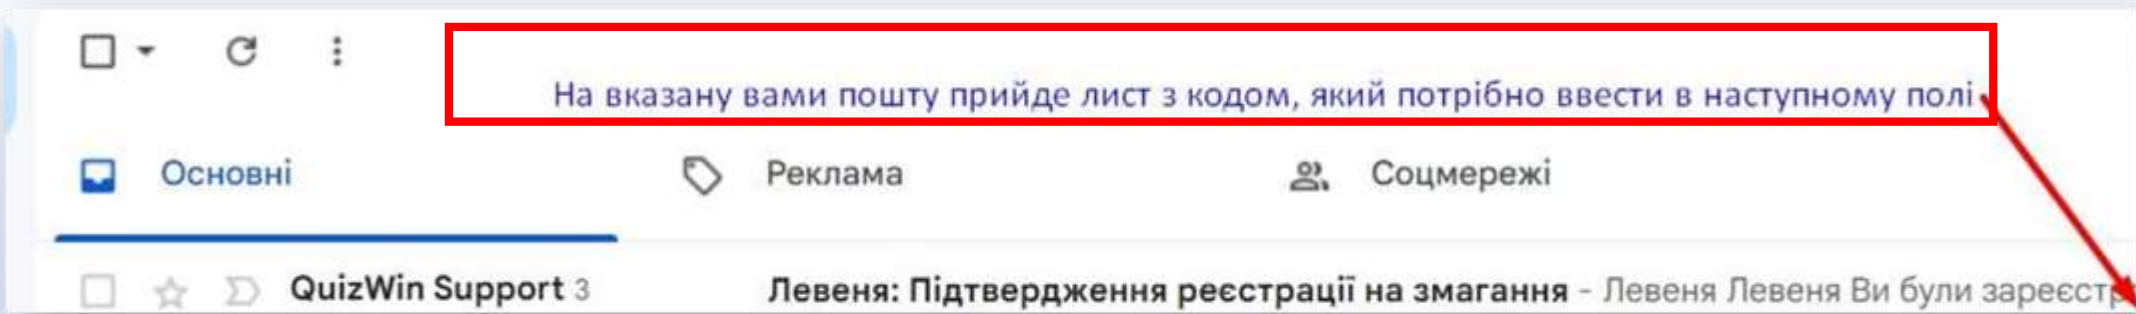 На вказану вами пошту прийде лист з кодом, який потрібно ввести в наступному полі
Основні Реклама Соцмережі
QuizWin Support 3 Левеня: Підтвердження реєстрації на змагання - Левеня Левеня Ви були